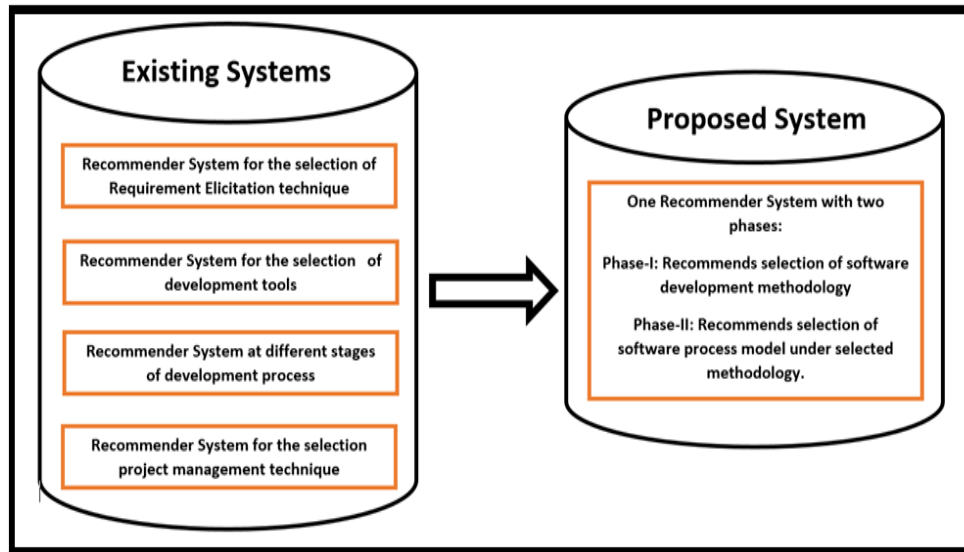 Existing Systems
Recommender System for the selection of
Requirement Elicitation technique
Recommender System for the selection of
development tools
Recommender System at different stages
of development process
Recommender System for the selection
project management technique
Proposed System
One Recommender System with two
phases:
Phase-I: Recommends selection of software
development methodology
Phase-II: Recommends selection of
software process model under selected
methodology.